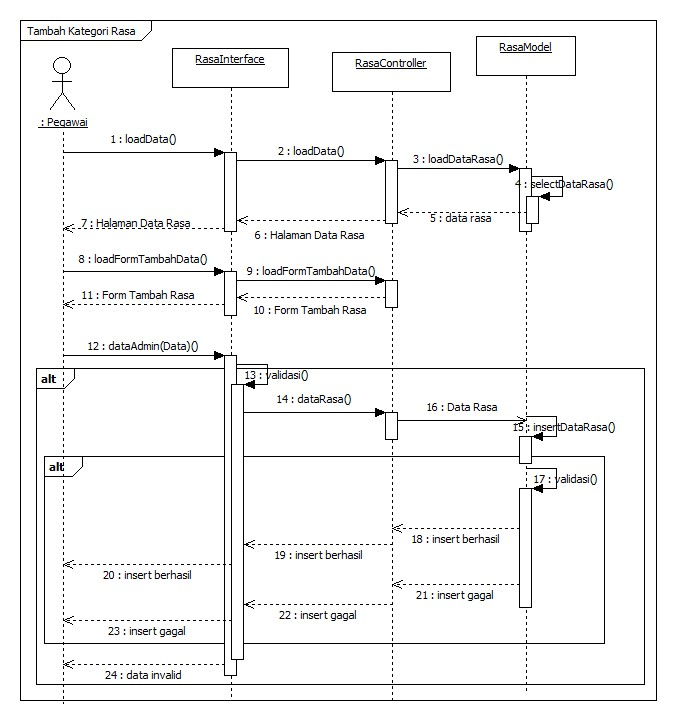 Tambah Kategori Rasa
RasaInterface
RasaController
RasaModel
: Pegawai
1 : loadData()
2 : loadData()
3 : loadDataRasa()
4 : selectDataRasa()
5 : data rasa
6 : Halaman Data Rasa
7 : Halaman Data Rasa
8 : loadFormTambahData()
9 : loadFormTambahData()
10 : Form Tambah Rasa
11 : Form Tambah Rasa
12 : dataAdmin(Data)()
alt
13 : validasi()
14 : dataRasa()
16 : Data Rasa
15 : insertDataRasa()
alt
17 : validasi()
18 : insert berhasil
19 : insert berhasil
20 : insert berhasil
21 : insert gagal
22 : insert gagal
23 : insert gagal
24 : data invalid